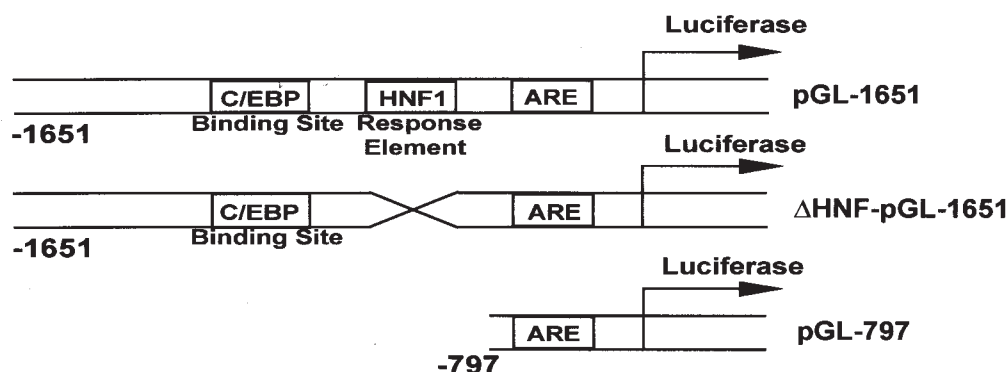 Luciferase
C/EBP HNF1 ARE pGL-1651
Binding Site Response
-1651 Element
Luciferase
C/EBP ARE ΔHNF-pGL-1651
Binding Site
-1651
Luciferase
ARE pGL-797
-797